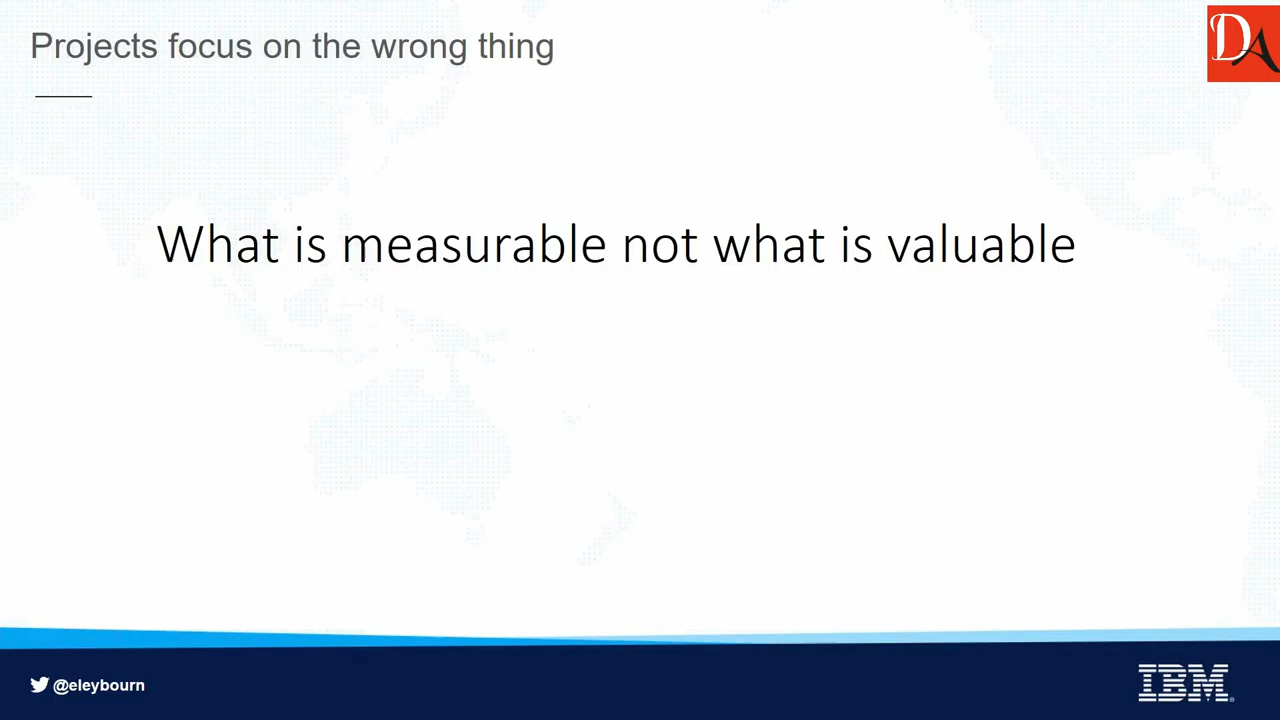 Projects focus on the wrong thing
DA
What is measurable not what is valuable
@eleybourn
IBM